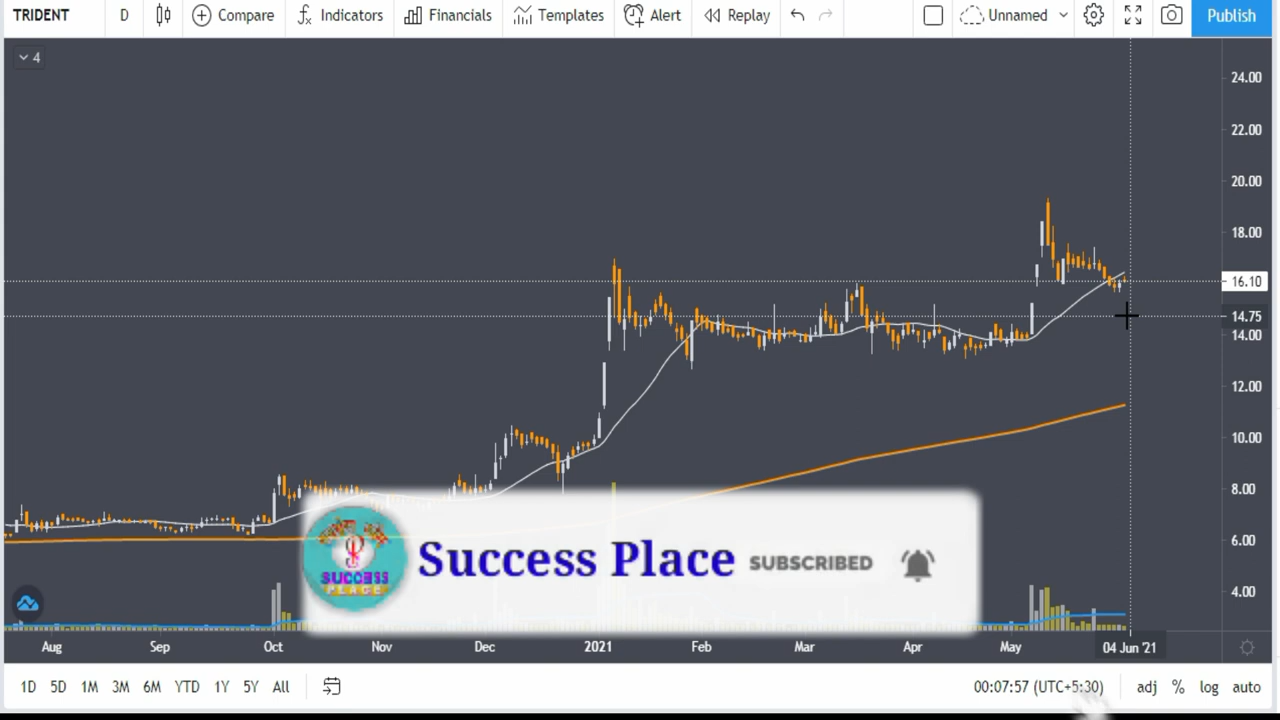 TRIDENT D Compare Indicators Financials Templates Alert Replay Unnamed Publish
4
24.00
22.00
20.00
18.00
16.10
14.75
14.00
12.00
10.00
8.00
6.00
4.00
SUCCESS
PLACE
Success Place SUBSCRIBED
Aug Sep Oct Nov Dec 2021 Feb Mar Apr May 04 Jun '21
1D 5D 1M 3M 6M YTD 1Y 5Y All 00:07:57 (UTC+5:30) adj % log auto